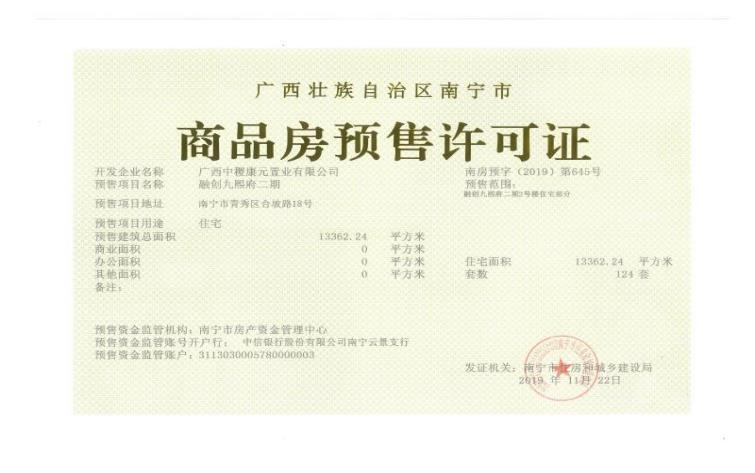 广西壮族自治区南宁市
商品房预售许可证
开发企业名称 广西中稷康元置业有限公司 南房预字（2019）第645号
预售项目名称 融创九熙府二期 预售范围：
融创九熙府二期2号楼住宅部分
预售项目地址 南宁市青秀区合坡路18号
预售项目用途 住宅
预售建筑总面积 13362.24 平方米
商业面积 0 平方米
办公面积 0 平方米 住宅面积 13362.24 平方米
其他面积 0 平方米 套数 124 套
备注：
预售资金监管机构：南宁市房产资金管理中心
预售资金监管账号开户行： 中信银行股份有限公司南宁云景支行
预售资金监管账户：3113030005780000003
发证机关：南宁市住房和城乡建设局
2019 年 11月 22日